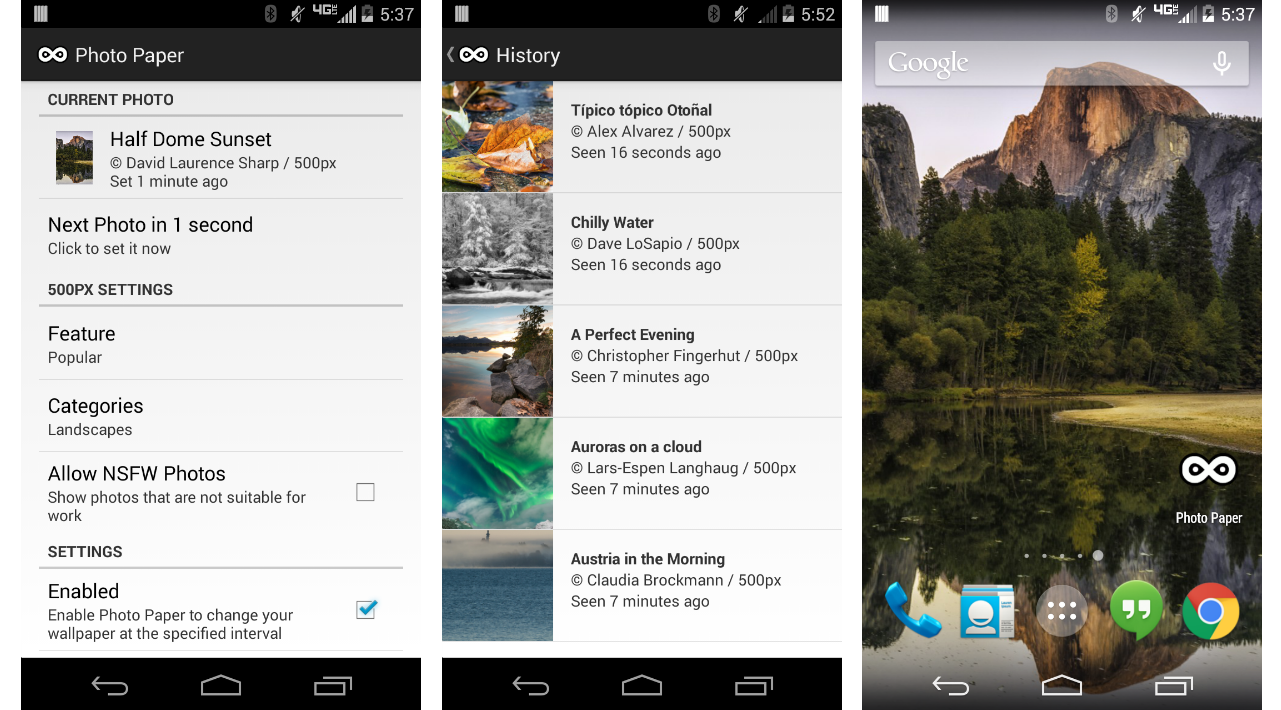 4G LTE 5:37
Photo Paper
CURRENT PHOTO
Half Dome Sunset
© David Laurence Sharp / 500px
Set 1 minute ago
Next Photo in 1 second
Click to set it now
500PX SETTINGS
Feature
Popular
Categories
Landscapes
Allow NSFW Photos
Show photos that are not suitable for
work
SETTINGS
Enabled
Enable Photo Paper to change your
wallpaper at the specified interval
5:52
History
Típico tópico Otoñal
© Alex Alvarez / 500px
Seen 16 seconds ago
Chilly Water
© Dave LoSapio / 500px
Seen 16 seconds ago
A Perfect Evening
© Christopher Fingerhut / 500px
Seen 7 minutes ago
Auroras on a cloud
© Lars-Espen Langhaug / 500px
Seen 7 minutes ago
Austria in the Morning
© Claudia Brockmann / 500px
Seen 7 minutes ago
4G LTE 5:37
Google
Photo Paper